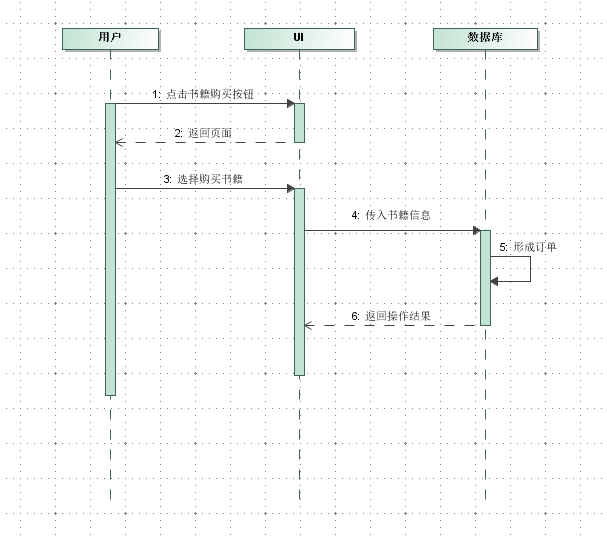 用户
UI
数据库
1: 点击书籍购买按钮
2: 返回页面
3: 选择购买书籍
4: 传入书籍信息
5: 形成订单
6: 返回操作结果